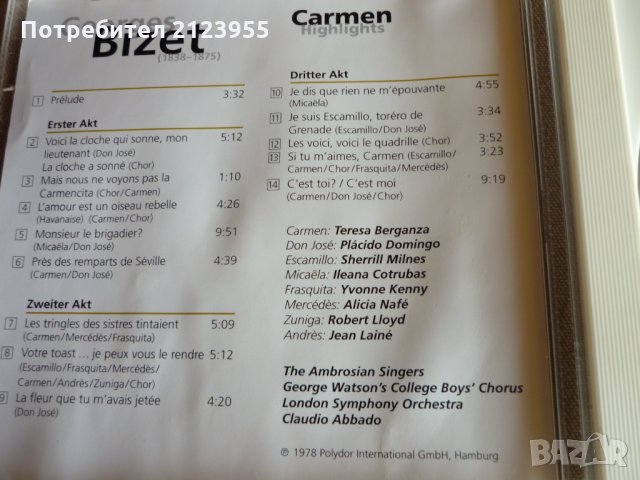 Потребител 2123955
Georges
Bizet
(1838–1875)
Carmen
Highlights
1 Prélude 3:32
Erster Akt
2 Voici la cloche qui sonne, mon 5:12
lieutenant (Don José)
La cloche a sonné (Chor)
3 Mais nous ne voyons pas la 1:10
Carmencita (Chor/Carmen)
4 L'amour est un oiseau rebelle 4:26
(Havanaise) (Carmen/Chor)
5 Monsieur le brigadier? 9:51
(Micaëla/Don José)
6 Près des remparts de Séville 4:39
(Carmen/Don José)
Zweiter Akt
7 Les tringles des sistres tintaient 5:09
(Carmen/Mercédès/Frasquita)
8 Votre toast ... je peux vous le rendre 5:12
(Escamillo/Frasquita/Mercédès/
Carmen/Andrès/Zuniga/Chor)
9 La fleur que tu m'avais jetée 4:20
(Don José)
Dritter Akt
10 Je dis que rien ne m'épouvante 4:55
(Micaëla)
11 Je suis Escamillo, toréro de 3:34
Grenade (Escamillo/Don José)
12 Les voici, voici le quadrille (Chor) 3:52
13 Si tu m'aimes, Carmen (Escamillo/ 3:23
Carmen/Chor/Frasquita/Mercédès)
14 C'est toi? / C'est moi 9:19
(Carmen/Don José/Chor)
Carmen: Teresa Berganza
Don José: Plácido Domingo
Escamillo: Sherrill Milnes
Micaëla: Ileana Cotrubas
Frasquita: Yvonne Kenny
Mercédès: Alicia Nafé
Zuniga: Robert Lloyd
Andrès: Jean Lainé
The Ambrosian Singers
George Watson's College Boys' Chorus
London Symphony Orchestra
Claudio Abbado
℗ 1978 Polydor International GmbH, Hamburg
bazar.bg